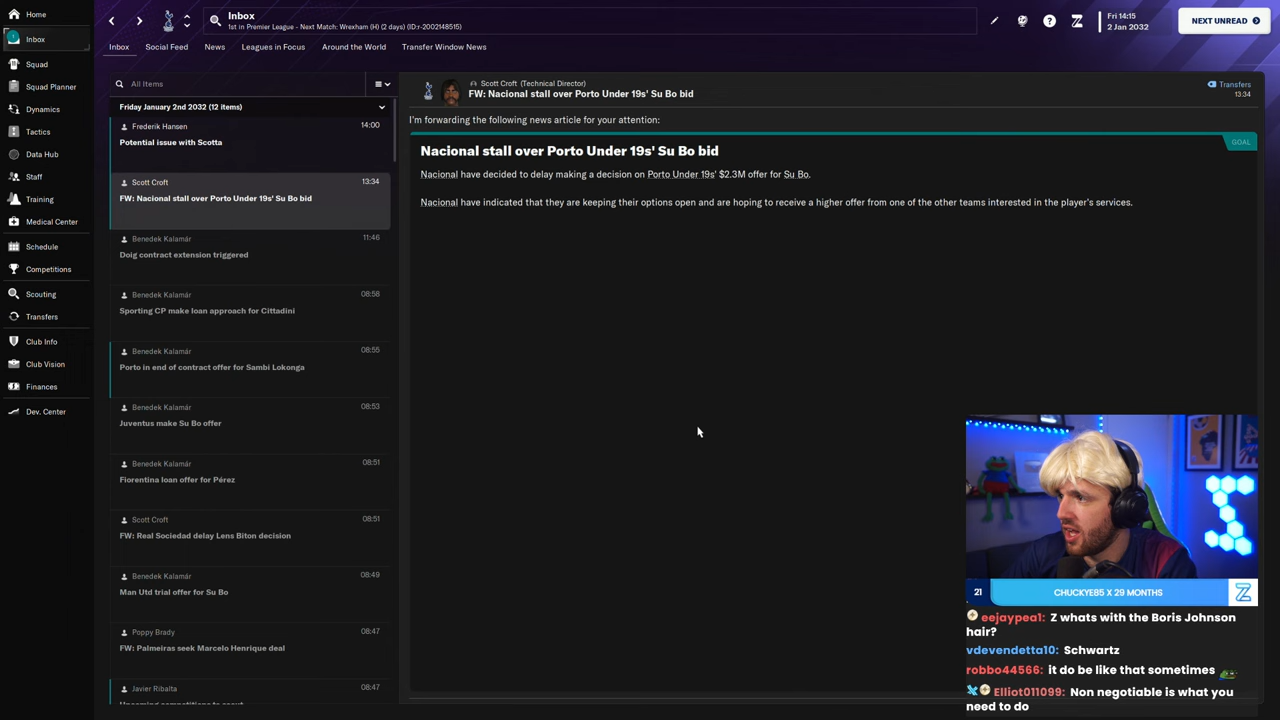 Home
Inbox
Squad
Squad Planner
Dynamics
Tactics
Data Hub
Staff
Training
Medical Center
Schedule
Competitions
Scouting
Transfers
Club Info
Club Vision
Finances
Dev. Center
Inbox
1st in Premier League - Next Match: Wrexham (H) (2 days) (ID:r-2002148515)
Fri 14:15
2 Jan 2032
NEXT UNREAD
Inbox
Social Feed
News
Leagues in Focus
Around the World
Transfer Window News
All Items
Friday January 2nd 2032 (12 items)
Frederik Hansen 14:00
Potential issue with Scotta
Scott Croft 13:34
FW: Nacional stall over Porto Under 19s' Su Bo bid
Benedek Kalamár 11:46
Doig contract extension triggered
Benedek Kalamár 08:58
Sporting CP make loan approach for Cittadini
Benedek Kalamár 08:55
Porto in end of contract offer for Sambi Lokonga
Benedek Kalamár 08:53
Juventus make Su Bo offer
Benedek Kalamár 08:51
Fiorentina loan offer for Pérez
Scott Croft 08:51
FW: Real Sociedad delay Lens Biton decision
Benedek Kalamár 08:49
Man Utd trial offer for Su Bo
Poppy Brady 08:47
FW: Palmeiras seek Marcelo Henrique deal
Javier Ribalta 08:47
Scott Croft (Technical Director)
FW: Nacional stall over Porto Under 19s' Su Bo bid
Transfers
13:34
I'm forwarding the following news article for your attention:
GOAL
Nacional stall over Porto Under 19s' Su Bo bid
Nacional have decided to delay making a decision on Porto Under 19s' $2.3M offer for Su Bo.
Nacional have indicated that they are keeping their options open and are hoping to receive a higher offer from one of the other teams interested in the player's services.
21 CHUCKYE85 X 29 MONTHS Z
eejaypea1: Z whats with the Boris Johnson
hair?
vdevendetta10: Schwartz
robbo44566: it do be like that sometimes
Elliot011099: Non negotiable is what you
need to do